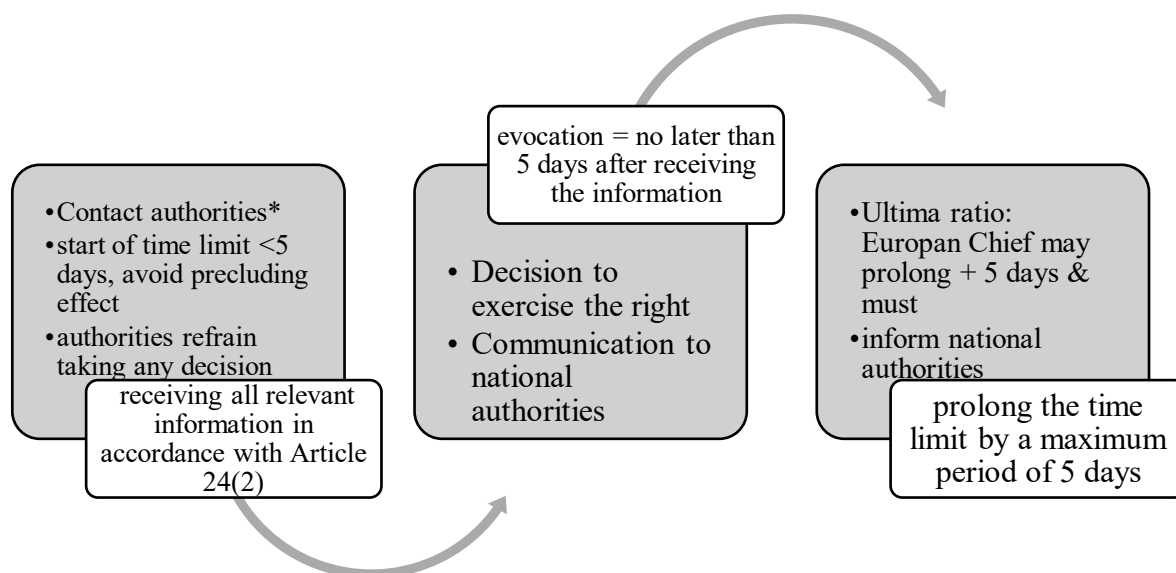 •Contact authorities*
•start of time limit <5
days, avoid precluding
effect
•authorities refrain
taking any decision
receiving all relevant
information in
accordance with Article
24(2)
evocation = no later than
5 days after receiving
the information
• Decision to
exercise the right
• Communication to
national
authorities
•Ultima ratio:
Europan Chief may
prolong + 5 days &
must
•inform national
authorities
prolong the time
limit by a maximum
period of 5 days